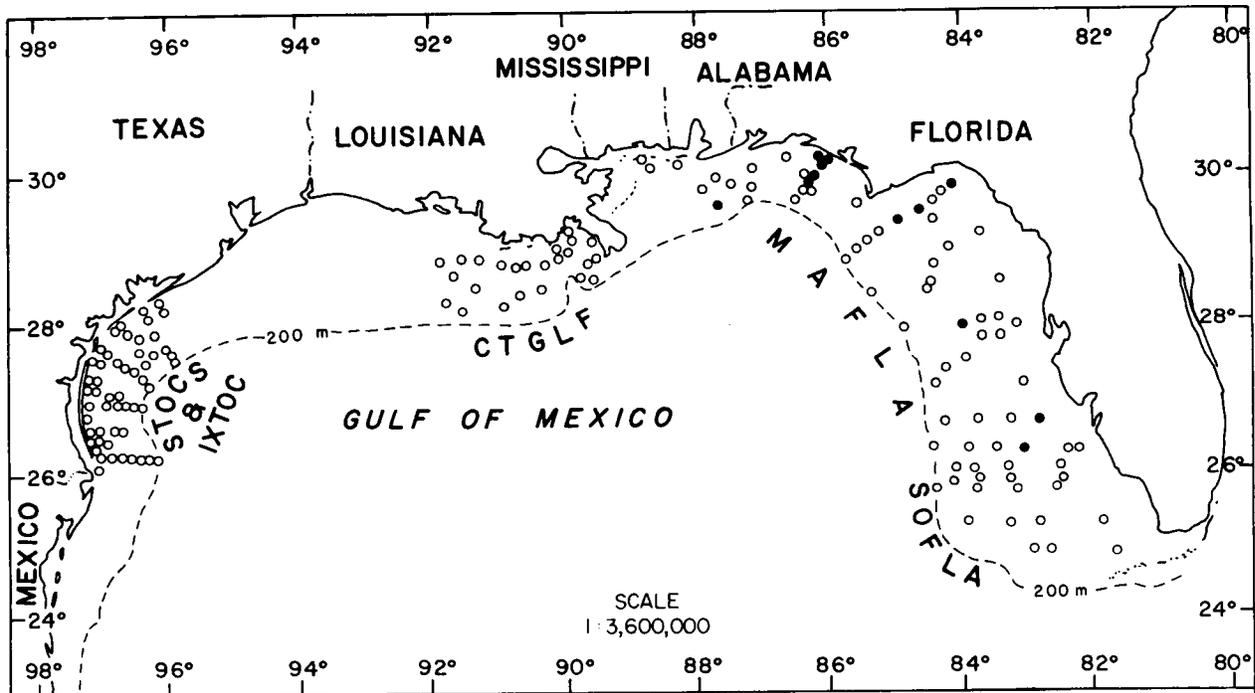 98° 96° 94° 92° 90° 88° 86° 84° 82° 80°
MISSISSIPPI ALABAMA
TEXAS LOUISIANA FLORIDA
30° 30°
MAFLA
28° 28°
200 m
CTGLF
STOCS
&
IXTOC
GULF OF MEXICO
26° 26°
SOFLA
MEXICO
200 m
SCALE
1:3,600,000
24° 24°
98° 96° 94° 92° 90° 88° 86° 84° 82° 80°